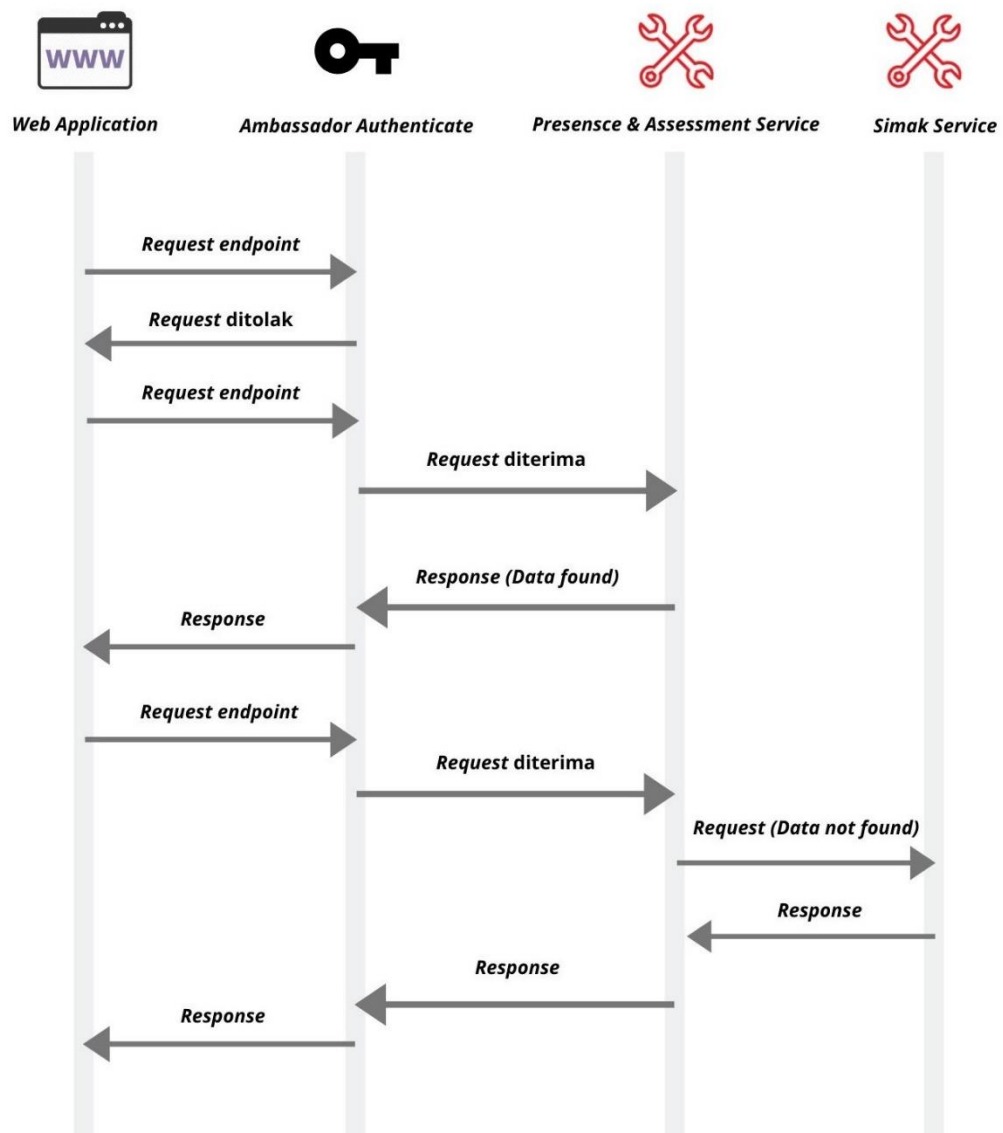 WWW
Web Application
Ambassador Authenticate
Presensce & Assessment Service
Simak Service
Request endpoint
Request ditolak
Request endpoint
Request diterima
Response (Data found)
Response
Request endpoint
Request diterima
Request (Data not found)
Response
Response
Response